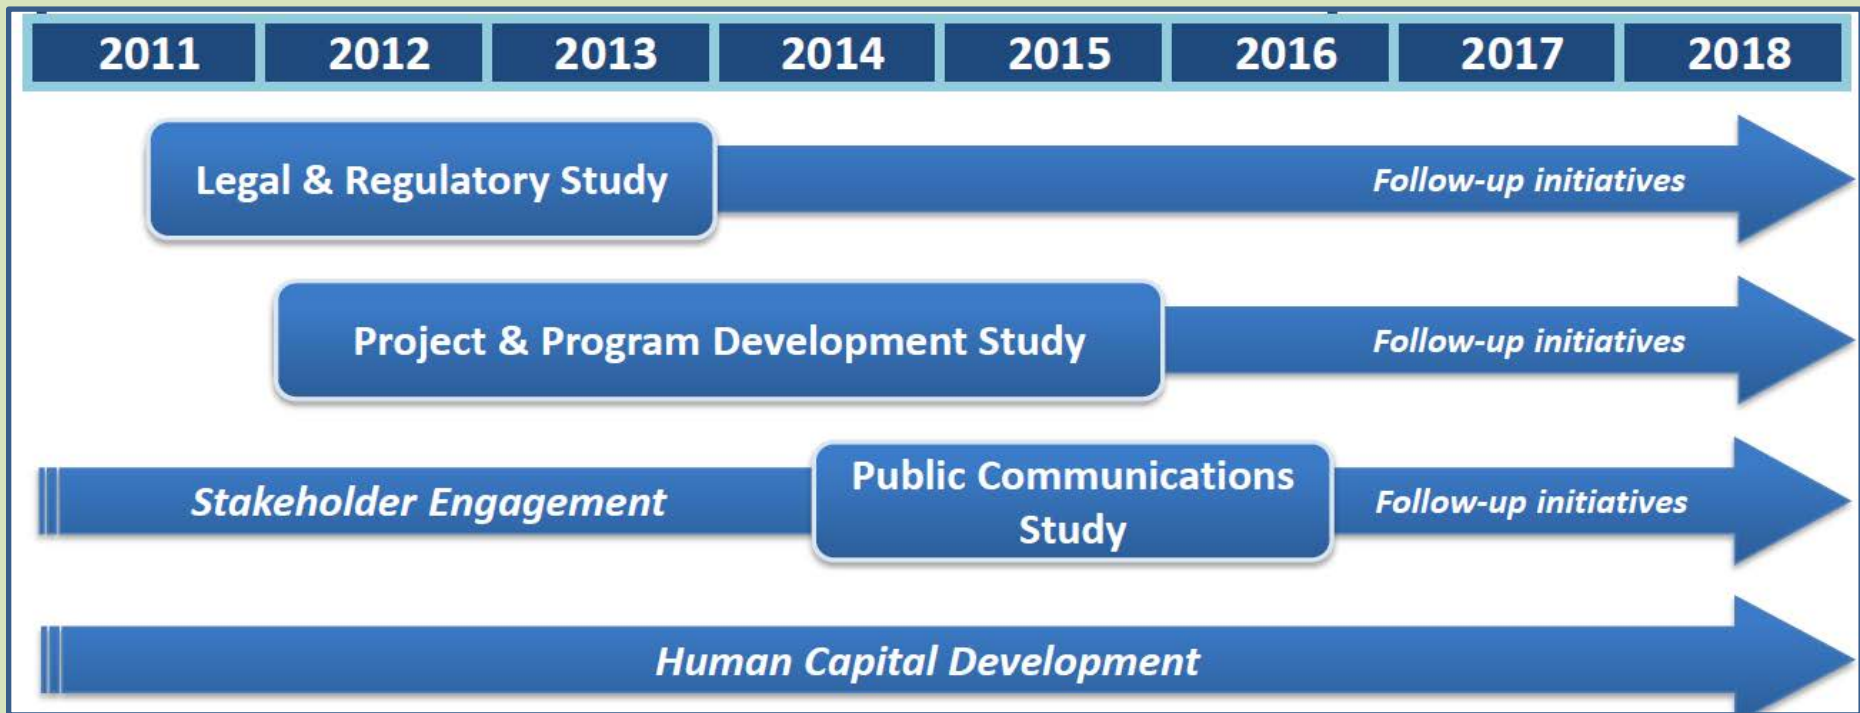 2011 2012 2013 2014 2015 2016 2017 2018
Legal & Regulatory Study
Follow-up initiatives
Project & Program Development Study
Follow-up initiatives
Stakeholder Engagement
Public Communications
Study
Follow-up initiatives
Human Capital Development